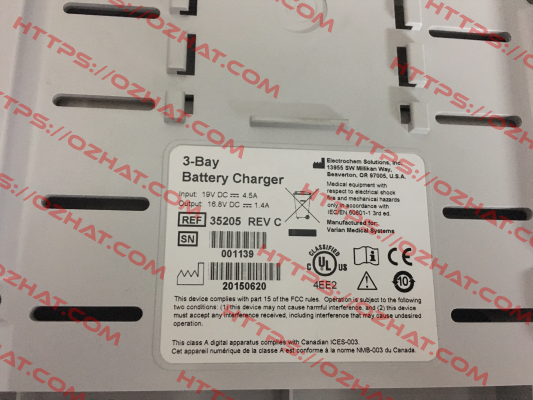 3-Bay
Battery Charger
Input: 19V DC ⎓ 4.5A
Output: 16.8V DC ⎓ 1.4A
REF 35205 REV C
SN
001139
20150620
Electrochem Solutions, Inc.
13955 SW Millikan Way,
Beaverton, OR 97005, U.S.A.
Medical equipment with
respect to electrical shock
fire and mechanical hazards
only in accordance with
IEC/EN 60601-1 3rd ed.
Manufactured for:
Varian Medical Systems
CLASSIFIED
UL
C US
4EE2
10
This device complies with part 15 of the FCC rules. Operation is subject to the following
two conditions: (1) this device may not cause harmful interference, and (2) this device
must accept any interference received, including interference that may cause undesired
operation.
This class A digital apparatus complies with Canadian ICES-003.
Cet appareil numérique de la classe A est conforme à la norme NMB-003 du Canada.
HTTPS://OZHAT.COM